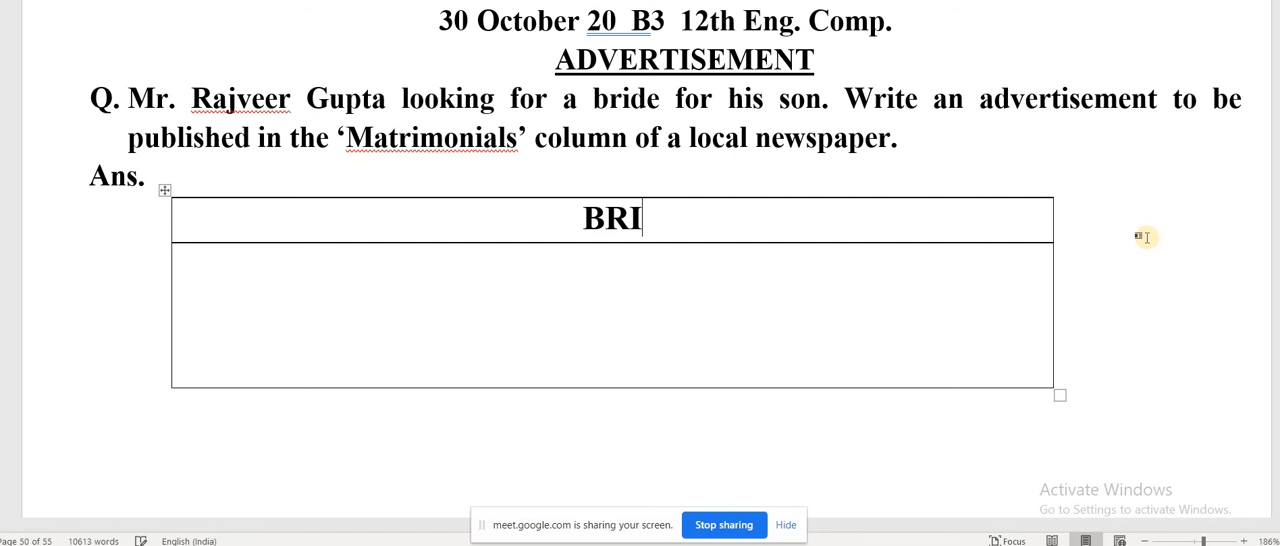 30 October 20 B3 12th Eng. Comp.
ADVERTISEMENT
Q. Mr. Rajveer Gupta looking for a bride for his son. Write an advertisement to be
published in the ‘Matrimonials’ column of a local newspaper.
Ans.
BRI
Activate Windows
Go to Settings to activate Windows.
meet.google.com is sharing your screen. Stop sharing Hide
Page 50 of 55 10613 words English (India) Focus 186%